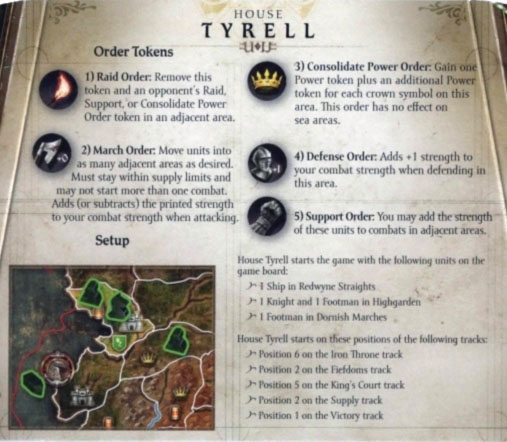 HOUSE
TYRELL
Order Tokens
1) Raid Order: Remove this
token and an opponent's Raid,
Support, or Consolidate Power
Order token in an adjacent area.
2) March Order: Move units into
as many adjacent areas as desired.
Must stay within supply limits and
may not start more than one combat.
Adds (or subtracts) the printed strength
to your combat strength when attacking.
3) Consolidate Power Order: Gain one
Power token plus an additional Power
token for each crown symbol on this
area. This order has no effect on
sea areas.
4) Defense Order: Adds +1 strength to
your combat strength when defending in
this area.
5) Support Order: You may add the strength
of these units to combats in adjacent areas.
Setup
House Tyrell starts the game with the following units on the
game board:
1 Ship in Redwyne Straights
1 Knight and 1 Footman in Highgarden
1 Footman in Dornish Marches
House Tyrell starts on these positions of the following tracks:
Position 6 on the Iron Throne track
Position 2 on the Fiefdoms track
Position 5 on the King's Court track
Position 2 on the Supply track
Position 1 on the Victory track